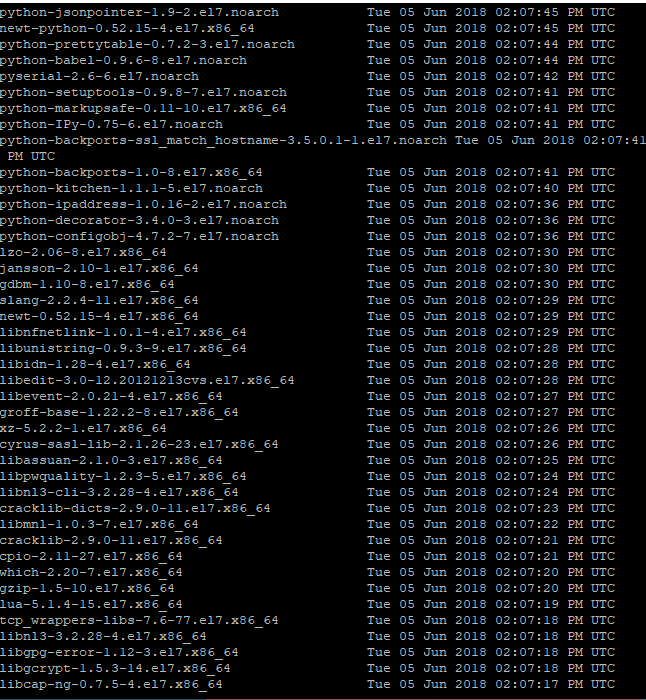 python-jsonpointer-1.9-2.el7.noarch Tue 05 Jun 2018 02:07:45 PM UTC
newt-python-0.52.15-4.el7.x86_64 Tue 05 Jun 2018 02:07:45 PM UTC
python-prettytable-0.7.2-3.el7.noarch Tue 05 Jun 2018 02:07:44 PM UTC
python-babel-0.9.6-8.el7.noarch Tue 05 Jun 2018 02:07:44 PM UTC
pyserial-2.6-6.el7.noarch Tue 05 Jun 2018 02:07:42 PM UTC
python-setuptools-0.9.8-7.el7.noarch Tue 05 Jun 2018 02:07:41 PM UTC
python-markupsafe-0.11-10.el7.x86_64 Tue 05 Jun 2018 02:07:41 PM UTC
python-IPy-0.75-6.el7.noarch Tue 05 Jun 2018 02:07:41 PM UTC
python-backports-ssl_match_hostname-3.5.0.1-1.el7.noarch Tue 05 Jun 2018 02:07:41
PM UTC
python-backports-1.0-8.el7.x86_64 Tue 05 Jun 2018 02:07:41 PM UTC
python-kitchen-1.1.1-5.el7.noarch Tue 05 Jun 2018 02:07:40 PM UTC
python-ipaddress-1.0.16-2.el7.noarch Tue 05 Jun 2018 02:07:36 PM UTC
python-decorator-3.4.0-3.el7.noarch Tue 05 Jun 2018 02:07:36 PM UTC
python-configobj-4.7.2-7.el7.noarch Tue 05 Jun 2018 02:07:36 PM UTC
lzo-2.06-8.el7.x86_64 Tue 05 Jun 2018 02:07:30 PM UTC
jansson-2.10-1.el7.x86_64 Tue 05 Jun 2018 02:07:30 PM UTC
gdbm-1.10-8.el7.x86_64 Tue 05 Jun 2018 02:07:30 PM UTC
slang-2.2.4-11.el7.x86_64 Tue 05 Jun 2018 02:07:29 PM UTC
newt-0.52.15-4.el7.x86_64 Tue 05 Jun 2018 02:07:29 PM UTC
libnfnetlink-1.0.1-4.el7.x86_64 Tue 05 Jun 2018 02:07:29 PM UTC
libunistring-0.9.3-9.el7.x86_64 Tue 05 Jun 2018 02:07:28 PM UTC
libidn-1.28-4.el7.x86_64 Tue 05 Jun 2018 02:07:28 PM UTC
libedit-3.0-12.20121213cvs.el7.x86_64 Tue 05 Jun 2018 02:07:28 PM UTC
libevent-2.0.21-4.el7.x86_64 Tue 05 Jun 2018 02:07:27 PM UTC
groff-base-1.22.2-8.el7.x86_64 Tue 05 Jun 2018 02:07:27 PM UTC
xz-5.2.2-1.el7.x86_64 Tue 05 Jun 2018 02:07:26 PM UTC
cyrus-sasl-lib-2.1.26-23.el7.x86_64 Tue 05 Jun 2018 02:07:26 PM UTC
libassuan-2.1.0-3.el7.x86_64 Tue 05 Jun 2018 02:07:25 PM UTC
libpwquality-1.2.3-5.el7.x86_64 Tue 05 Jun 2018 02:07:24 PM UTC
libnl3-cli-3.2.28-4.el7.x86_64 Tue 05 Jun 2018 02:07:24 PM UTC
cracklib-dicts-2.9.0-11.el7.x86_64 Tue 05 Jun 2018 02:07:23 PM UTC
libmnl-1.0.3-7.el7.x86_64 Tue 05 Jun 2018 02:07:22 PM UTC
cracklib-2.9.0-11.el7.x86_64 Tue 05 Jun 2018 02:07:21 PM UTC
cpio-2.11-27.el7.x86_64 Tue 05 Jun 2018 02:07:21 PM UTC
which-2.20-7.el7.x86_64 Tue 05 Jun 2018 02:07:20 PM UTC
gzip-1.5-10.el7.x86_64 Tue 05 Jun 2018 02:07:20 PM UTC
lua-5.1.4-15.el7.x86_64 Tue 05 Jun 2018 02:07:19 PM UTC
tcp_wrappers-libs-7.6-77.el7.x86_64 Tue 05 Jun 2018 02:07:18 PM UTC
libnl3-3.2.28-4.el7.x86_64 Tue 05 Jun 2018 02:07:18 PM UTC
libgpg-error-1.12-3.el7.x86_64 Tue 05 Jun 2018 02:07:18 PM UTC
libgcrypt-1.5.3-14.el7.x86_64 Tue 05 Jun 2018 02:07:18 PM UTC
libcap-ng-0.7.5-4.el7.x86_64 Tue 05 Jun 2018 02:07:17 PM UTC